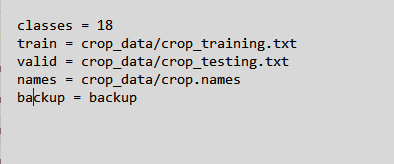 classes = 18
train = crop_data/crop_training.txt
valid = crop_data/crop_testing.txt
names = crop_data/crop.names
backup = backup